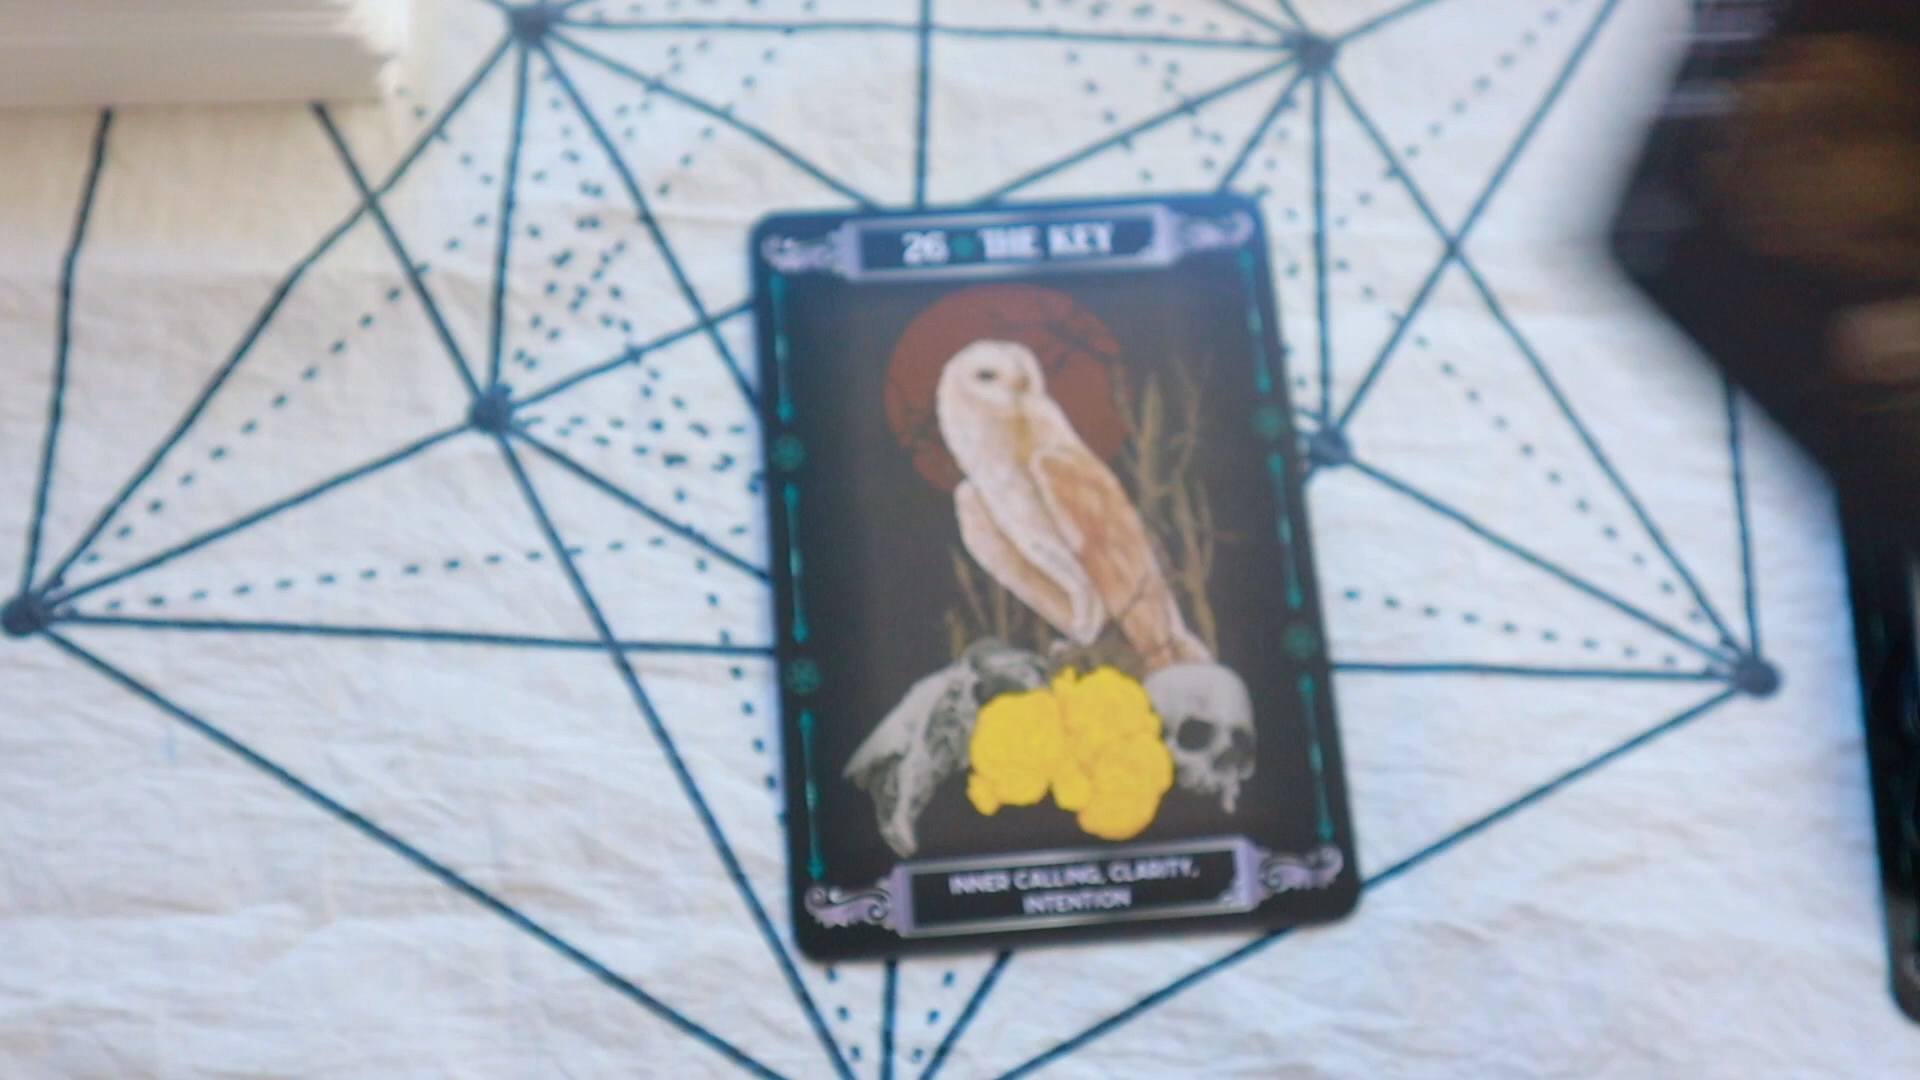 26 THE KEY
INNER CALLING, CLARITY,
INTENTION